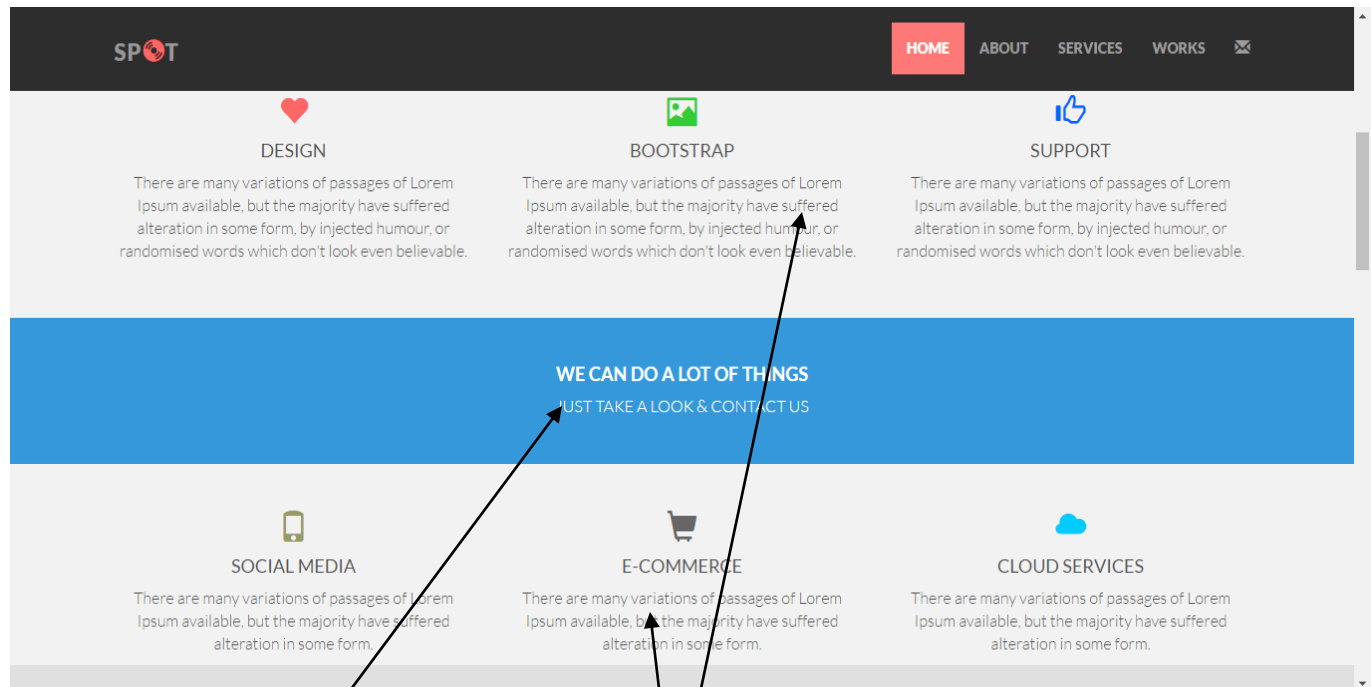 SPOT
HOME ABOUT SERVICES WORKS
DESIGN
There are many variations of passages of Lorem
Ipsum available, but the majority have suffered
alteration in some form, by injected humour, or
randomised words which don't look even believable.
BOOTSTRAP
There are many variations of passages of Lorem
Ipsum available, but the majority have suffered
alteration in some form, by injected humour, or
randomised words which don't look even believable.
SUPPORT
There are many variations of passages of Lorem
Ipsum available, but the majority have suffered
alteration in some form, by injected humour, or
randomised words which don't look even believable.
WE CAN DO A LOT OF THINGS
JUST TAKE A LOOK & CONTACT US
SOCIAL MEDIA
There are many variations of passages of Lorem
Ipsum available, but the majority have suffered
alteration in some form.
E-COMMERCE
There are many variations of passages of Lorem
Ipsum available, but the majority have suffered
alteration in some form.
CLOUD SERVICES
There are many variations of passages of Lorem
Ipsum available, but the majority have suffered
alteration in some form.